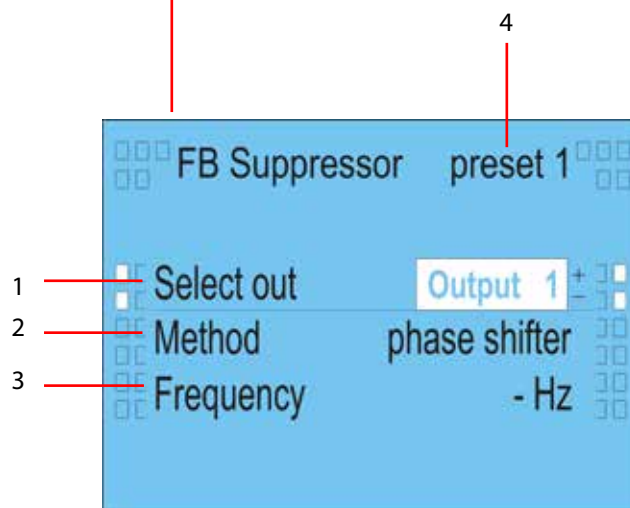 4
FB Suppressor preset 1
1 Select out Output 1 + −
2 Method phase shifter
3 Frequency - Hz